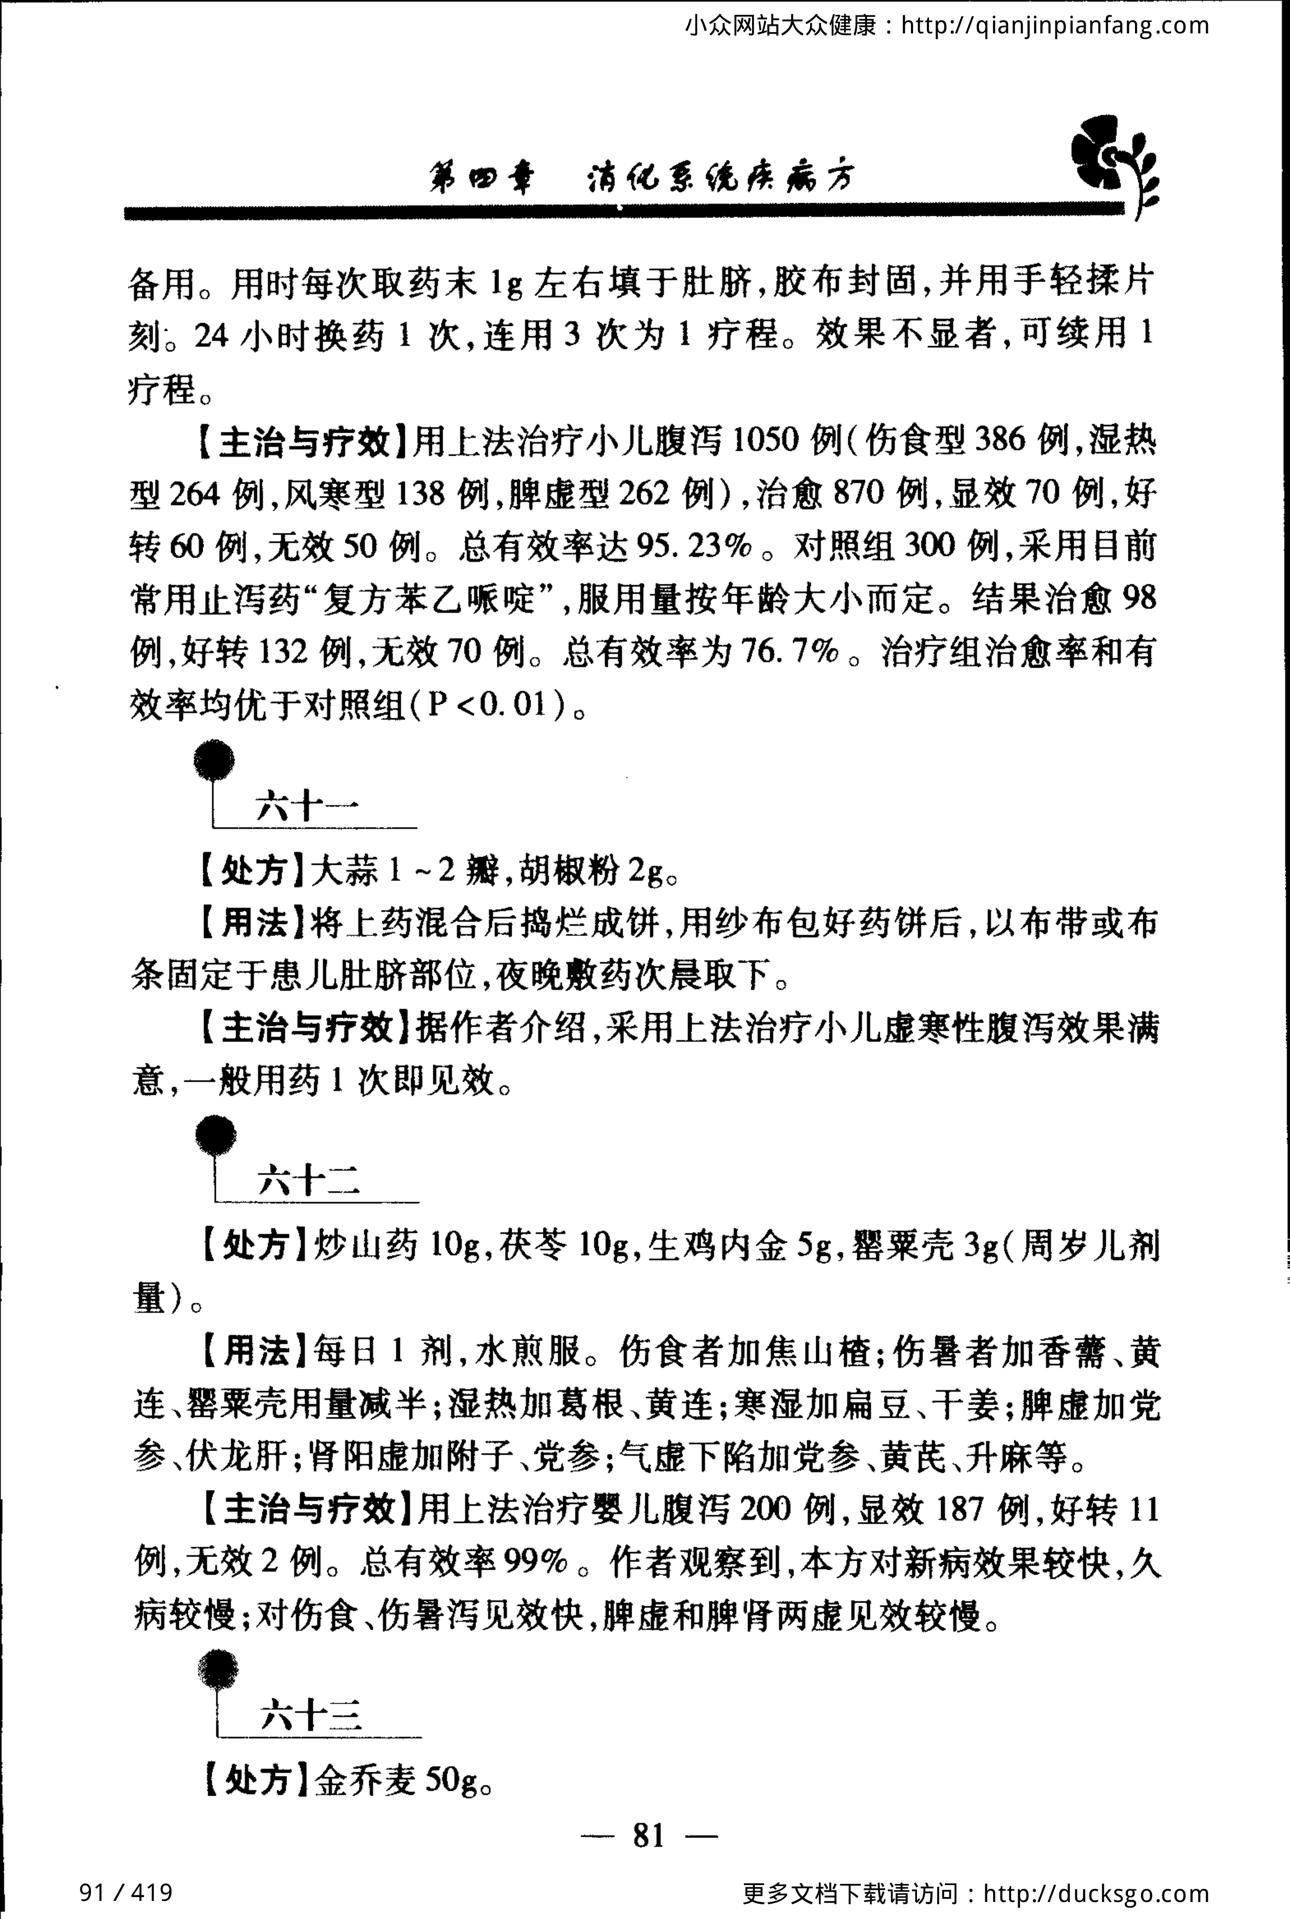 小众网站大众健康：http://qianjinpianfang.com
第四章 消化系统疾病方
备用。用时每次取药末 1g 左右填于肚脐，胶布封固，并用手轻揉片
刻。24 小时换药 1 次，连用 3 次为 1 疗程。效果不显者，可续用 1
疗程。
【主治与疗效】用上法治疗小儿腹泻 1050 例（伤食型 386 例，湿热
型 264 例，风寒型 138 例，脾虚型 262 例），治愈 870 例，显效 70 例，好
转 60 例，无效 50 例。总有效率达 95.23%。对照组 300 例，采用目前
常用止泻药“复方苯乙哌啶”，服用量按年龄大小而定。结果治愈 98
例，好转 132 例，无效 70 例。总有效率为 76.7%。治疗组治愈率和有
效率均优于对照组（P<0.01）。
六十一
【处方】大蒜 1~2 瓣，胡椒粉 2g。
【用法】将上药混合后捣烂成饼，用纱布包好药饼后，以布带或布
条固定于患儿肚脐部位，夜晚敷药次晨取下。
【主治与疗效】据作者介绍，采用上法治疗小儿虚寒性腹泻效果满
意，一般用药 1 次即见效。
六十二
【处方】炒山药 10g，茯苓 10g，生鸡内金 5g，罂粟壳 3g（周岁儿剂
量）。
【用法】每日 1 剂，水煎服。伤食者加焦山楂；伤暑者加香薷、黄
连、罂粟壳用量减半；湿热加葛根、黄连；寒湿加扁豆、干姜；脾虚加党
参、伏龙肝；肾阳虚加附子、党参；气虚下陷加党参、黄芪、升麻等。
【主治与疗效】用上法治疗婴儿腹泻 200 例，显效 187 例，好转 11
例，无效 2 例。总有效率 99%。作者观察到，本方对新病效果较快，久
病较慢；对伤食、伤暑泻见效快，脾虚和脾肾两虚见效较慢。
六十三
【处方】金乔麦 50g。
— 81 —
91 / 419
更多文档下载请访问：http://ducksgo.com